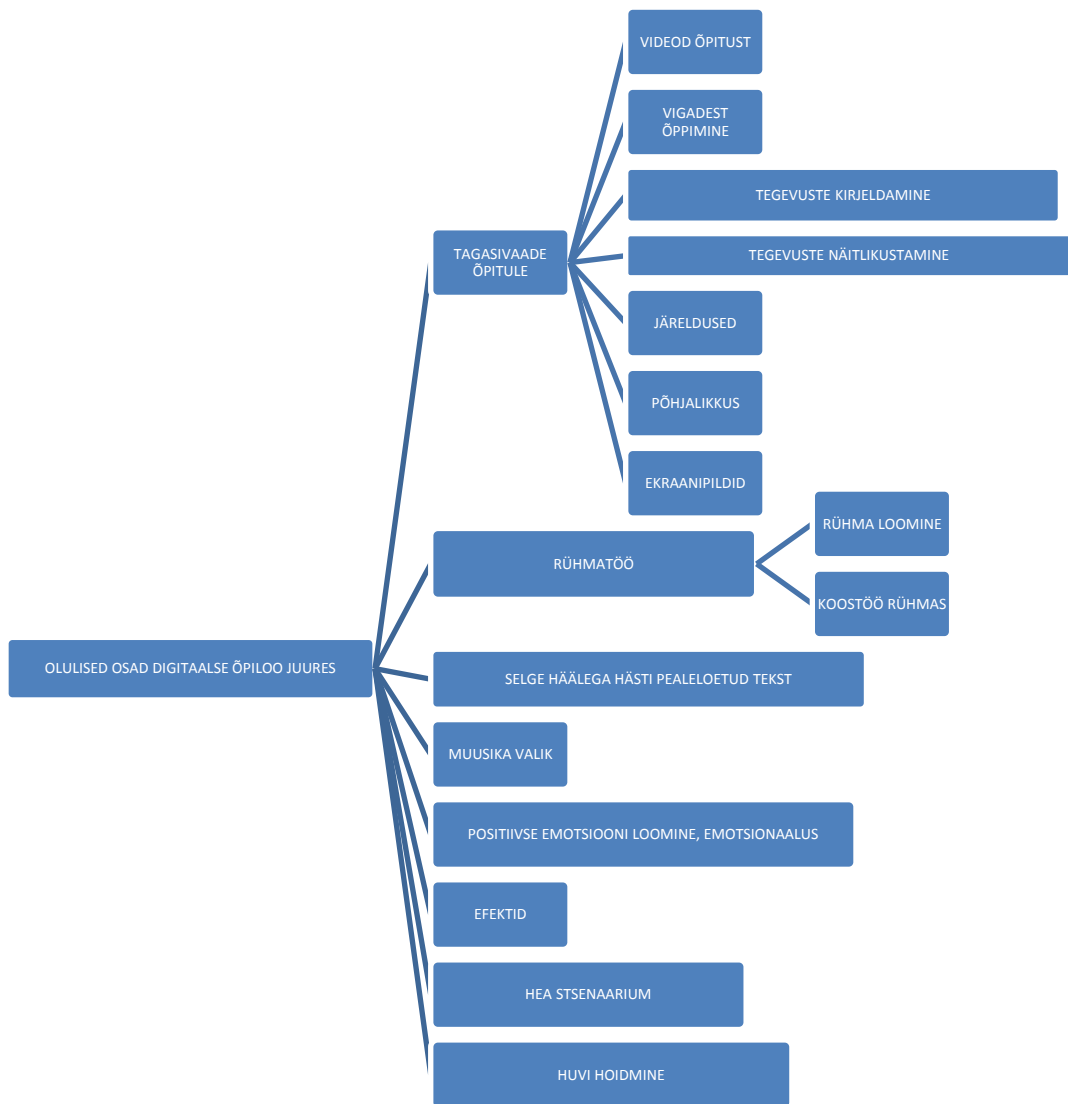 VIDEOD ÕPITUST
VIGADEST
ÕPPIMINE
TEGEVUSTE KIRJELDAMINE
TAGASIVAADE
ÕPITULE
TEGEVUSTE NÄITLIKUSTAMINE
JÄRELDUSED
PÕHJALIKKUS
EKRAANIPILDID
RÜHMA LOOMINE
RÜHMATÖÖ
KOOSTÖÖ RÜHMAS
OLULISED OSAD DIGITAALSE ÕPILOO JUURES
SELGE HÄÄLEGA HÄSTI PEALELOETUD TEKST
MUUSIKA VALIK
POSITIIVSE EMOTSIOONI LOOMINE, EMOTSIONAALUS
EFEKTID
HEA STSENAARIUM
HUVI HOIDMINE